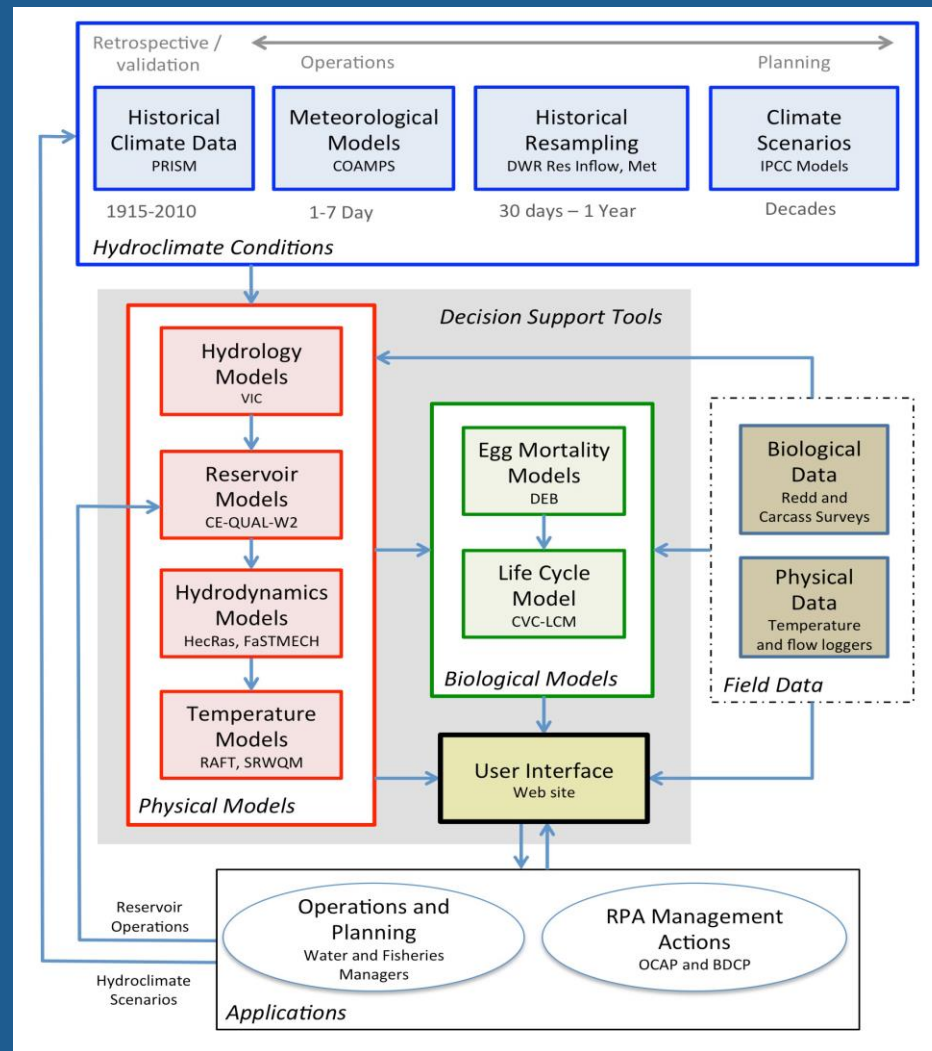 Retrospective /
validation
Operations
Planning
Historical
Climate Data
PRISM
Meteorological
Models
COAMPS
Historical
Resampling
DWR Res Inflow, Met
Climate
Scenarios
IPCC Models
1915-2010
1-7 Day
30 days – 1 Year
Decades
Hydroclimate Conditions
Decision Support Tools
Hydrology
Models
VIC
Reservoir
Models
CE-QUAL-W2
Hydrodynamics
Models
HecRas, FaSTMECH
Temperature
Models
RAFT, SRWQM
Physical Models
Egg Mortality
Models
DEB
Life Cycle
Model
CVC-LCM
Biological Models
Biological
Data
Redd and
Carcass Surveys
Physical
Data
Temperature
and flow loggers
Field Data
User Interface
Web site
Reservoir
Operations
Hydroclimate
Scenarios
Operations and
Planning
Water and Fisheries
Managers
RPA Management
Actions
OCAP and BDCP
Applications